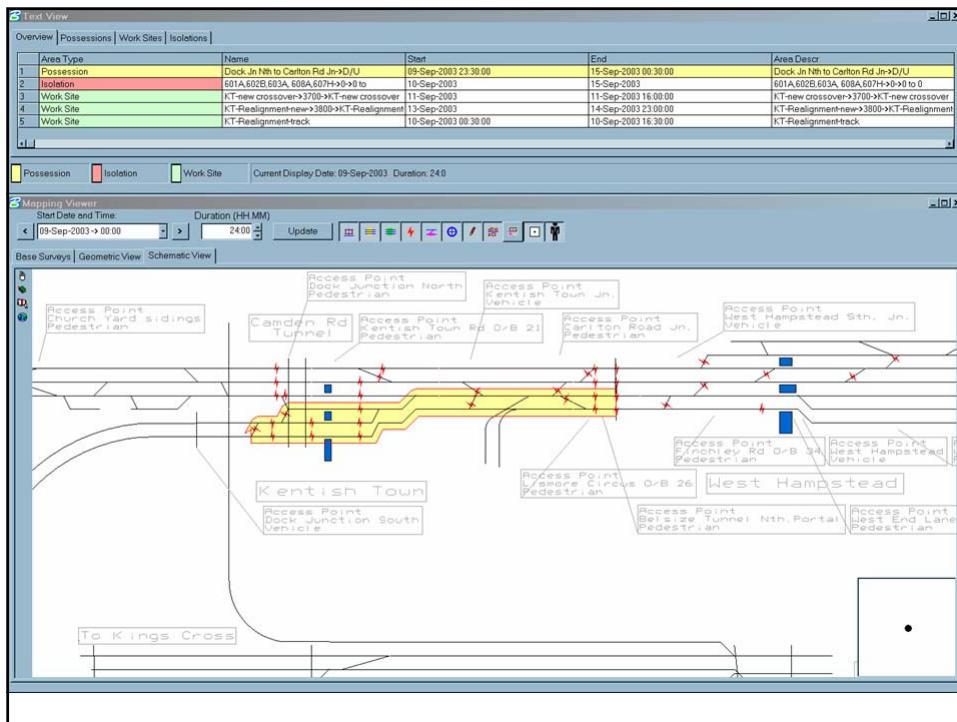 Text View
Overview Possessions Work Sites Isolations
Area Type Name Start End Area Descr
1 Possession Dock Jn Nth to Carlton Rd Jn->D/U 09-Sep-2003 23:30:00 15-Sep-2003 00:30:00 Dock Jn Nth to Carlton Rd Jn->D/U
2 Isolation 601A,602B,603A, 608A,607H->0->0 to 10-Sep-2003 15-Sep-2003 601A,602B,603A, 608A,607H->0->0 to 0
3 Work Site KT-new crossover->3700->KT-new crossover 11-Sep-2003 11-Sep-2003 16:00:00 KT-new crossover->3700->KT-new crossover
4 Work Site KT-Realignment-new->3800->KT-Realignment 13-Sep-2003 14-Sep-2003 23:00:00 KT-Realignment-new->3800->KT-Realignment
5 Work Site KT-Realignment-track 10-Sep-2003 00:30:00 10-Sep-2003 16:30:00 KT-Realignment-track
Possession Isolation Work Site Current Display Date: 09-Sep-2003 Duration: 24:0
Mapping Viewer
Start Date and Time: Duration (HH.MM)
< 09-Sep-2003 -> 00:00 > 24:00 Update
Base Surveys Geometric View Schematic View
Access Point
Dock Junction North
Pedestrian
Access Point
Kentish Town Jn.
Vehicle
Access Point
Church Yard sidings
Pedestrian
Camden Rd
Tunnel
Access Point
Kentish Town Rd O/B 21
Pedestrian
Access Point
Carlton Road Jn.
Pedestrian
Access Point
West Hampstead Sth. Jn.
Vehicle
Access Point
Finchley Rd O/B 34
Pedestrian
Access Point
West Hampstead
Vehicle
Kentish Town
Access Point
Lismore Circus O/B 26
Pedestrian
West Hampstead
Access Point
Dock Junction South
Vehicle
Access Point
Belsize Tunnel Nth.Portal
Pedestrian
Access Point
West End Lane
Pedestrian
To Kings Cross